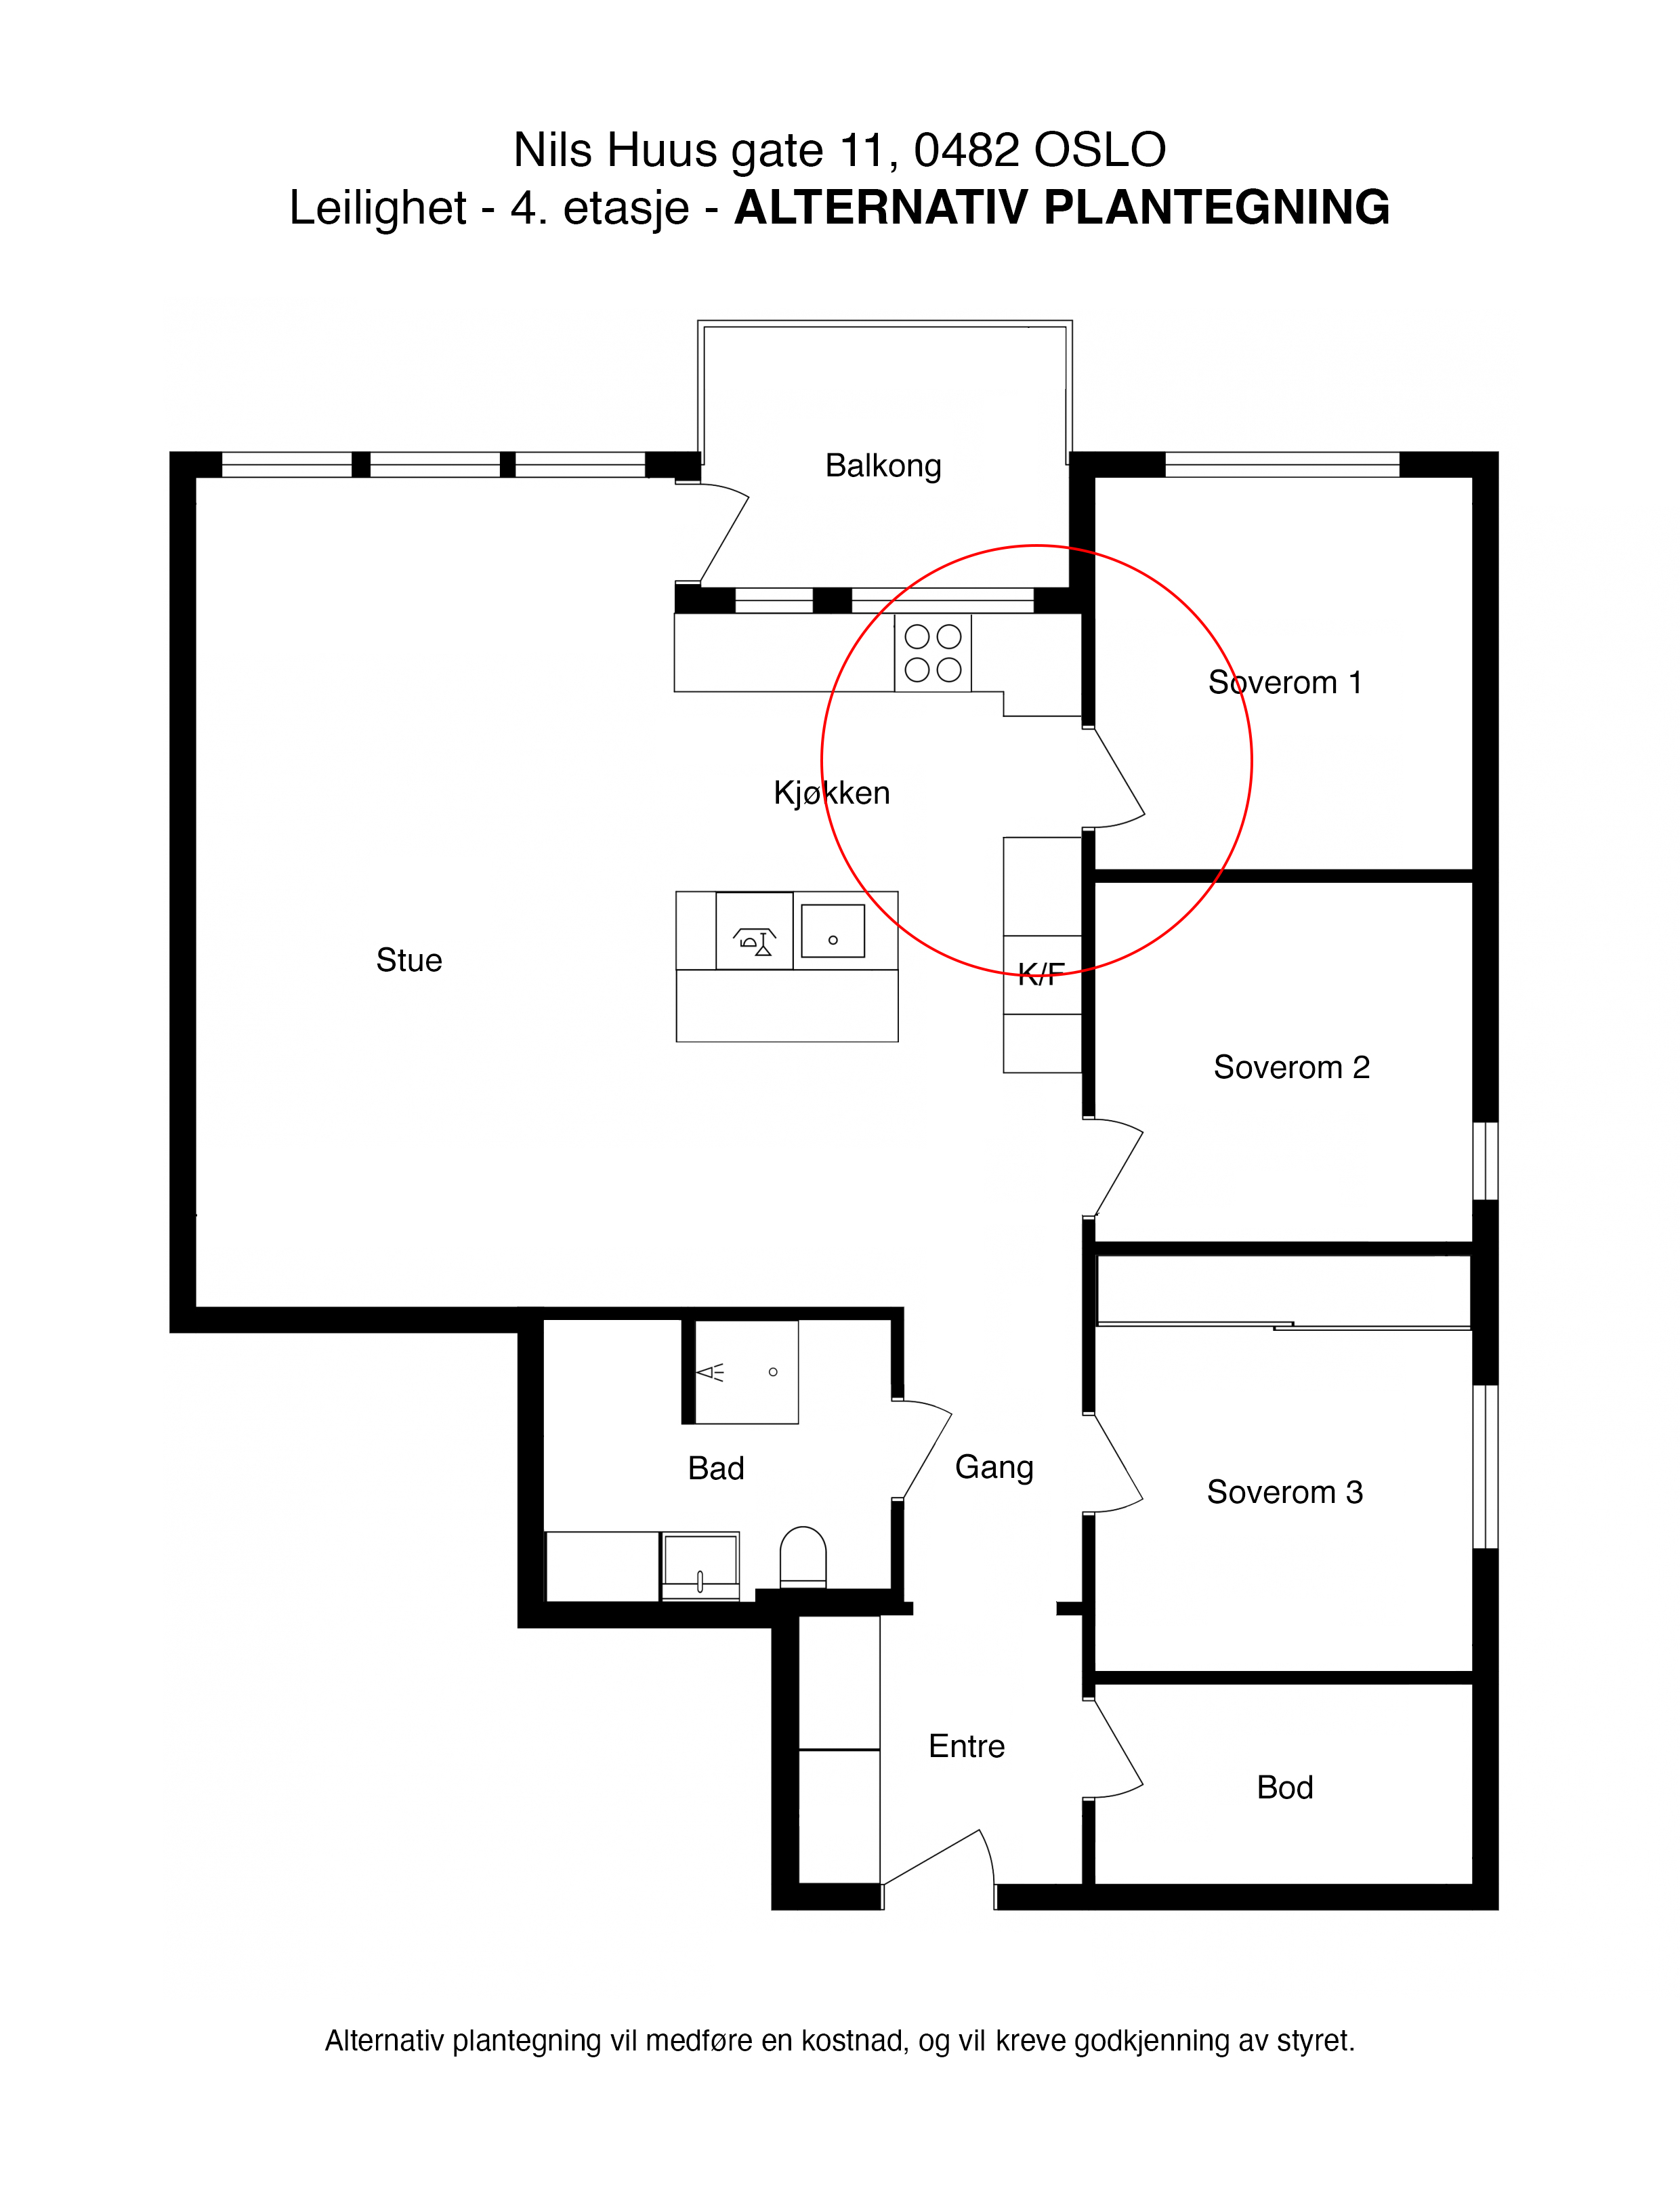 Nils Huus gate 11, 0482 OSLO
Leilighet - 4. etasje - ALTERNATIV PLANTEGNING
Balkong
Soverom 1
Kjøkken
Stue
K/F
Soverom 2
Bad
Gang
Soverom 3
Entre
Bod
Alternativ plantegning vil medføre en kostnad, og vil kreve godkjenning av styret.